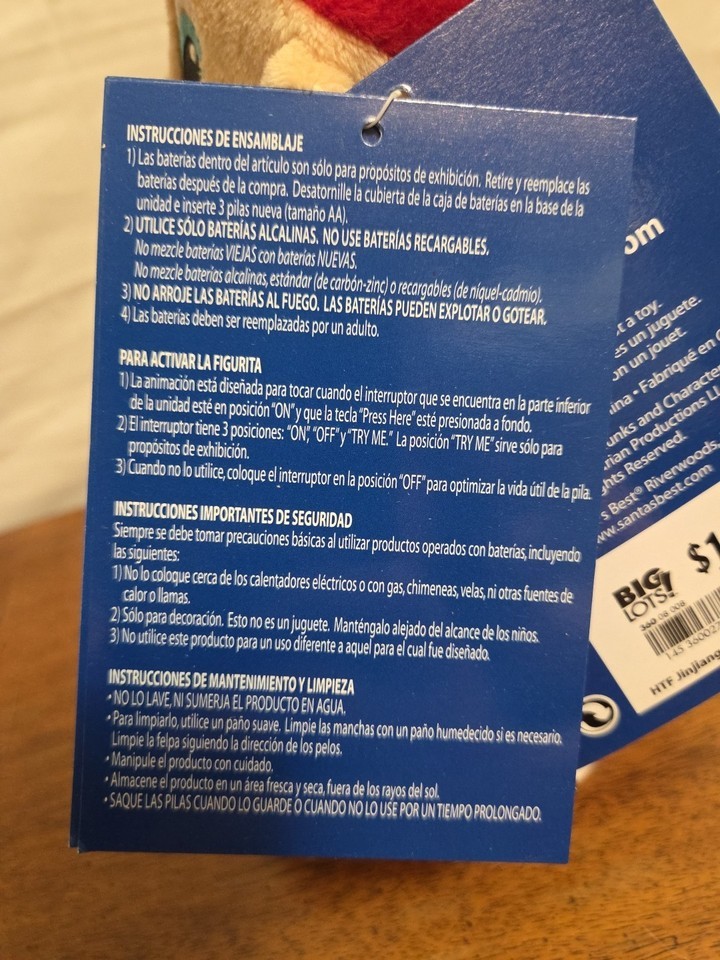 INSTRUCCIONES DE ENSAMBLAJE
1) Las baterías dentro del artículo son sólo para propósitos de exhibición. Retire y reemplace las
baterías después de la compra. Desatornille la cubierta de la caja de baterías en la base de la
unidad e inserte 3 pilas nueva (tamaño AA).
2) UTILICE SÓLO BATERÍAS ALCALINAS. NO USE BATERÍAS RECARGABLES.
No mezcle baterías VIEJAS con baterías NUEVAS.
No mezcle baterías alcalinas, estándar (de carbón-zinc) o recargables (de níquel-cadmio).
3) NO ARROJE LAS BATERÍAS AL FUEGO. LAS BATERÍAS PUEDEN EXPLOTAR O GOTEAR.
4) Las baterías deben ser reemplazadas por un adulto.
PARA ACTIVAR LA FIGURITA
1) La animación está diseñada para tocar cuando el interruptor que se encuentra en la parte inferior
de la unidad esté en posición "ON" y que la tecla "Press Here" esté presionada a fondo.
2) El interruptor tiene 3 posiciones: "ON", "OFF" y "TRY ME." La posición "TRY ME" sirve sólo para
propósitos de exhibición.
3) Cuando no lo utilice, coloque el interruptor en la posición "OFF" para optimizar la vida útil de la pila.
INSTRUCCIONES IMPORTANTES DE SEGURIDAD
Siempre se debe tomar precauciones básicas al utilizar productos operados con baterías, incluyendo
las siguientes:
1) No lo coloque cerca de los calentadores eléctricos o con gas, chimeneas, velas, ni otras fuentes de
calor o llamas.
2) Sólo para decoración. Esto no es un juguete. Manténgalo alejado del alcance de los niños.
3) No utilice este producto para un uso diferente a aquel para el cual fue diseñado.
INSTRUCCIONES DE MANTENIMIENTO Y LIMPIEZA
• NO LO LAVE, NI SUMERJA EL PRODUCTO EN AGUA.
• Para limpiarlo, utilice un paño suave. Limpie las manchas con un paño humedecido si es necesario.
Limpie la felpa siguiendo la dirección de los pelos.
• Manipule el producto con cuidado.
• Almacene el producto en un área fresca y seca, fuera de los rayos del sol.
• SAQUE LAS PILAS CUANDO LO GUARDE O CUANDO NO LO USE POR UN TIEMPO PROLONGADO.
om
t a toy.
es un juguete.
un jouet.
ina • Fabriqué en
unks and Character
rian Productions LL
ghts Reserved.
s Best® Riverwoods,
ww.santasbest.com
BIG LOTS!
$1
360 08 008
HTF Jinjiang